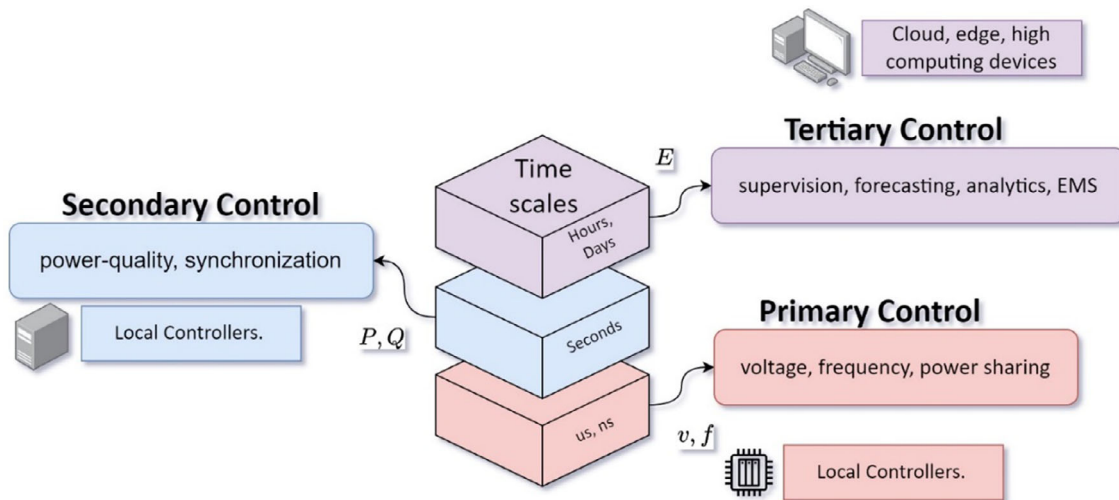 Cloud, edge, high
computing devices
Tertiary Control
E
supervision, forecasting, analytics, EMS
Time
scales
Hours,
Days
Secondary Control
power-quality, synchronization
Local Controllers.
P, Q
Seconds
Primary Control
voltage, frequency, power sharing
us, ns
v, f
Local Controllers.